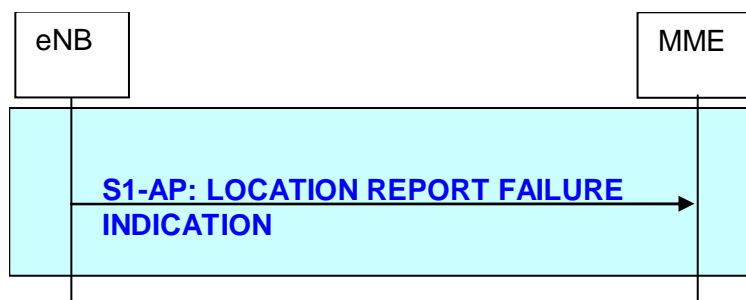 eNB
MME
S1-AP: LOCATION REPORT FAILURE
INDICATION